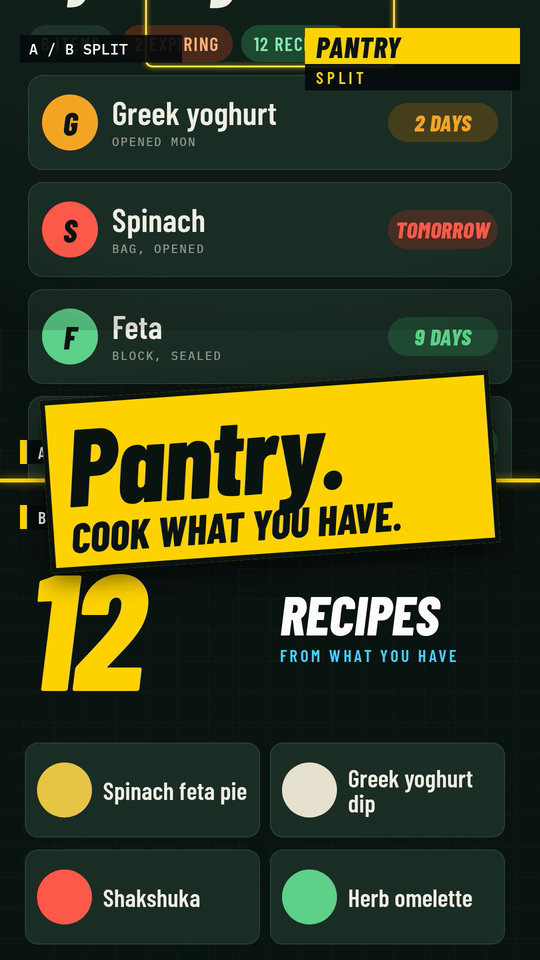 A / B SPLIT
RING
12 REC
PANTRY
SPLIT
G
Greek yoghurt
OPENED MON
2 DAYS
S
Spinach
BAG, OPENED
TOMORROW
F
Feta
BLOCK, SEALED
9 DAYS
A
Pantry.
COOK WHAT YOU HAVE.
B
12
RECIPES
FROM WHAT YOU HAVE
Spinach feta pie
Greek yoghurt
dip
Shakshuka
Herb omelette